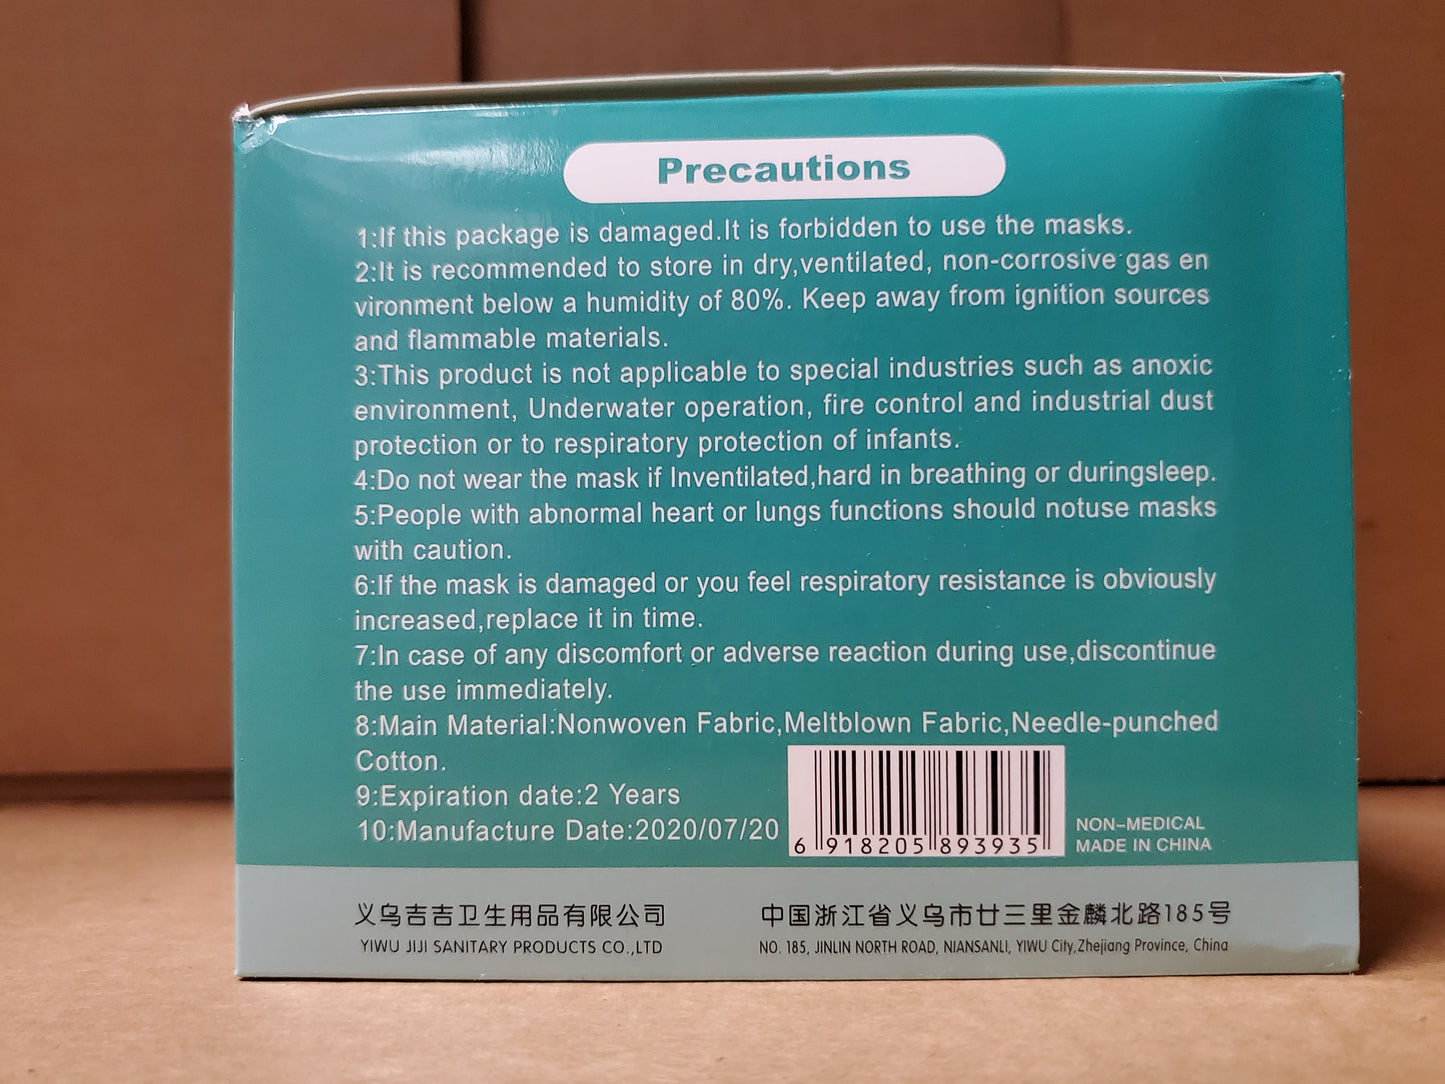 Precautions
1:If this package is damaged.It is forbidden to use the masks.
2:It is recommended to store in dry,ventilated, non-corrosive gas en
vironment below a humidity of 80%. Keep away from ignition sources
and flammable materials.
3:This product is not applicable to special industries such as anoxic
environment, Underwater operation, fire control and industrial dust
protection or to respiratory protection of infants.
4:Do not wear the mask if Inventilated,hard in breathing or duringsleep.
5:People with abnormal heart or lungs functions should notuse masks
with caution.
6:If the mask is damaged or you feel respiratory resistance is obviously
increased,replace it in time.
7:In case of any discomfort or adverse reaction during use,discontinue
the use immediately.
8:Main Material:Nonwoven Fabric,Meltblown Fabric,Needle-punched
Cotton.
9:Expiration date:2 Years
10:Manufacture Date:2020/07/20
6 918205 893935
NON-MEDICAL
MADE IN CHINA
义乌吉吉卫生用品有限公司
YIWU JIJI SANITARY PRODUCTS CO.,LTD
中国浙江省义乌市廿三里金麟北路185号
NO. 185, JINLIN NORTH ROAD, NIANSANLI, YIWU City,Zhejiang Province, China